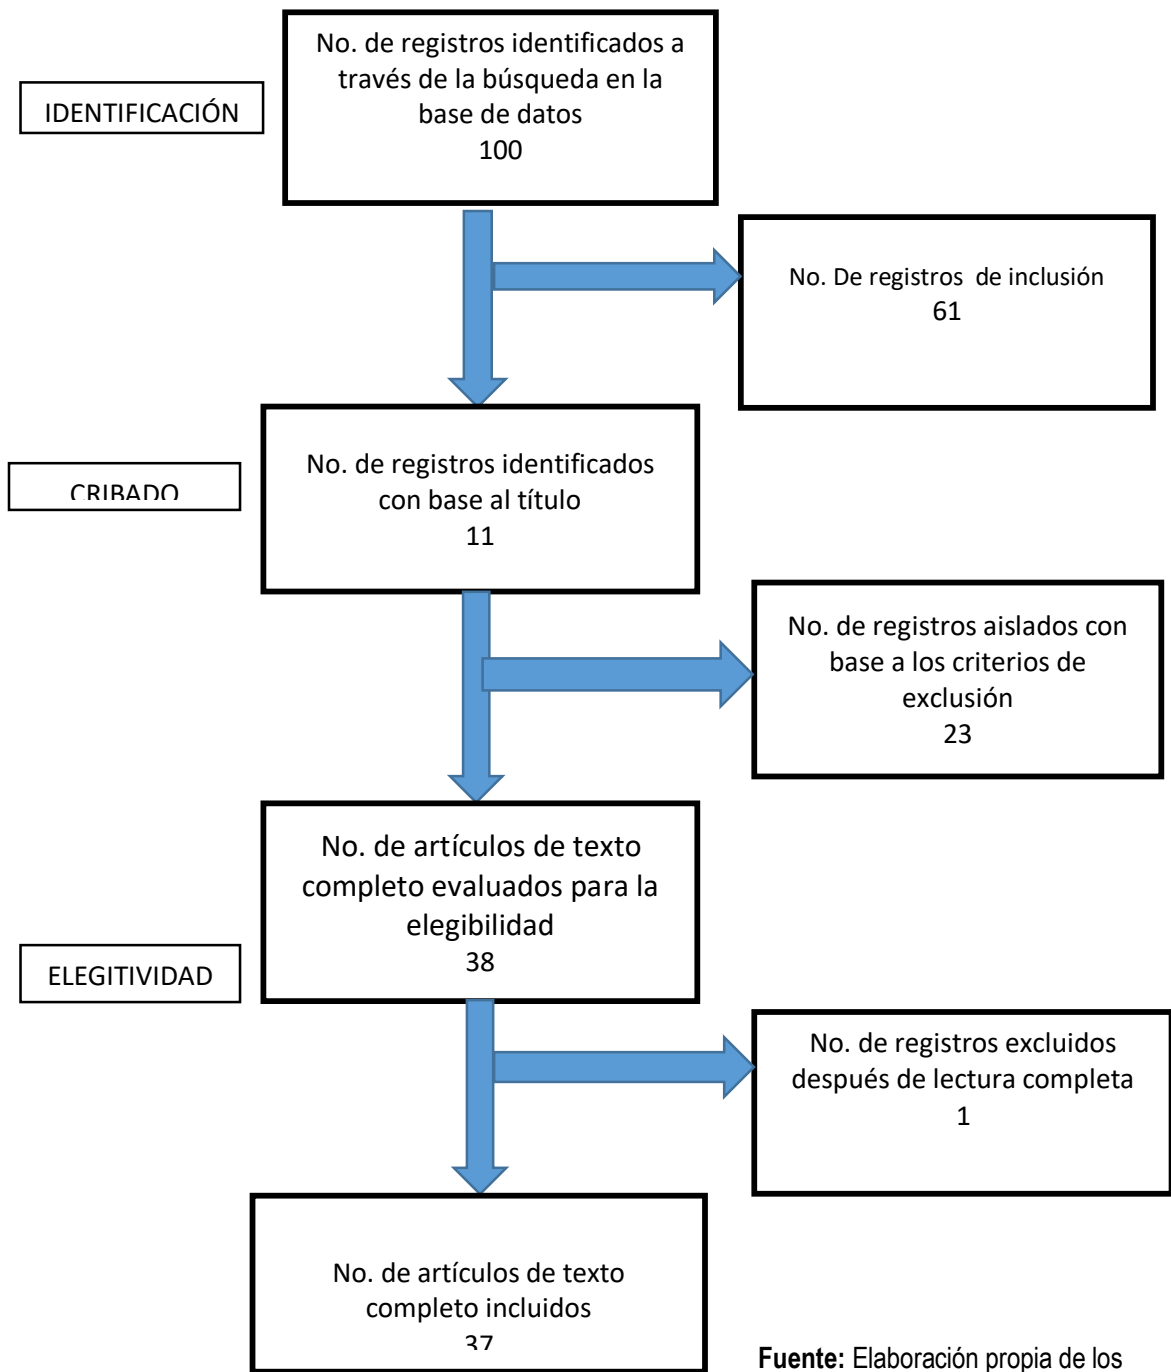 No. de registros identificados a
través de la búsqueda en la
base de datos
100
IDENTIFICACIÓN
No. De registros de inclusión
61
No. de registros identificados
con base al título
11
CRIBADO
No. de registros aislados con
base a los criterios de
exclusión
23
No. de artículos de texto
completo evaluados para la
elegibilidad
38
ELEGITIVIDAD
No. de registros excluidos
después de lectura completa
1
No. de artículos de texto
completo incluidos
37
Fuente: Elaboración propia de los